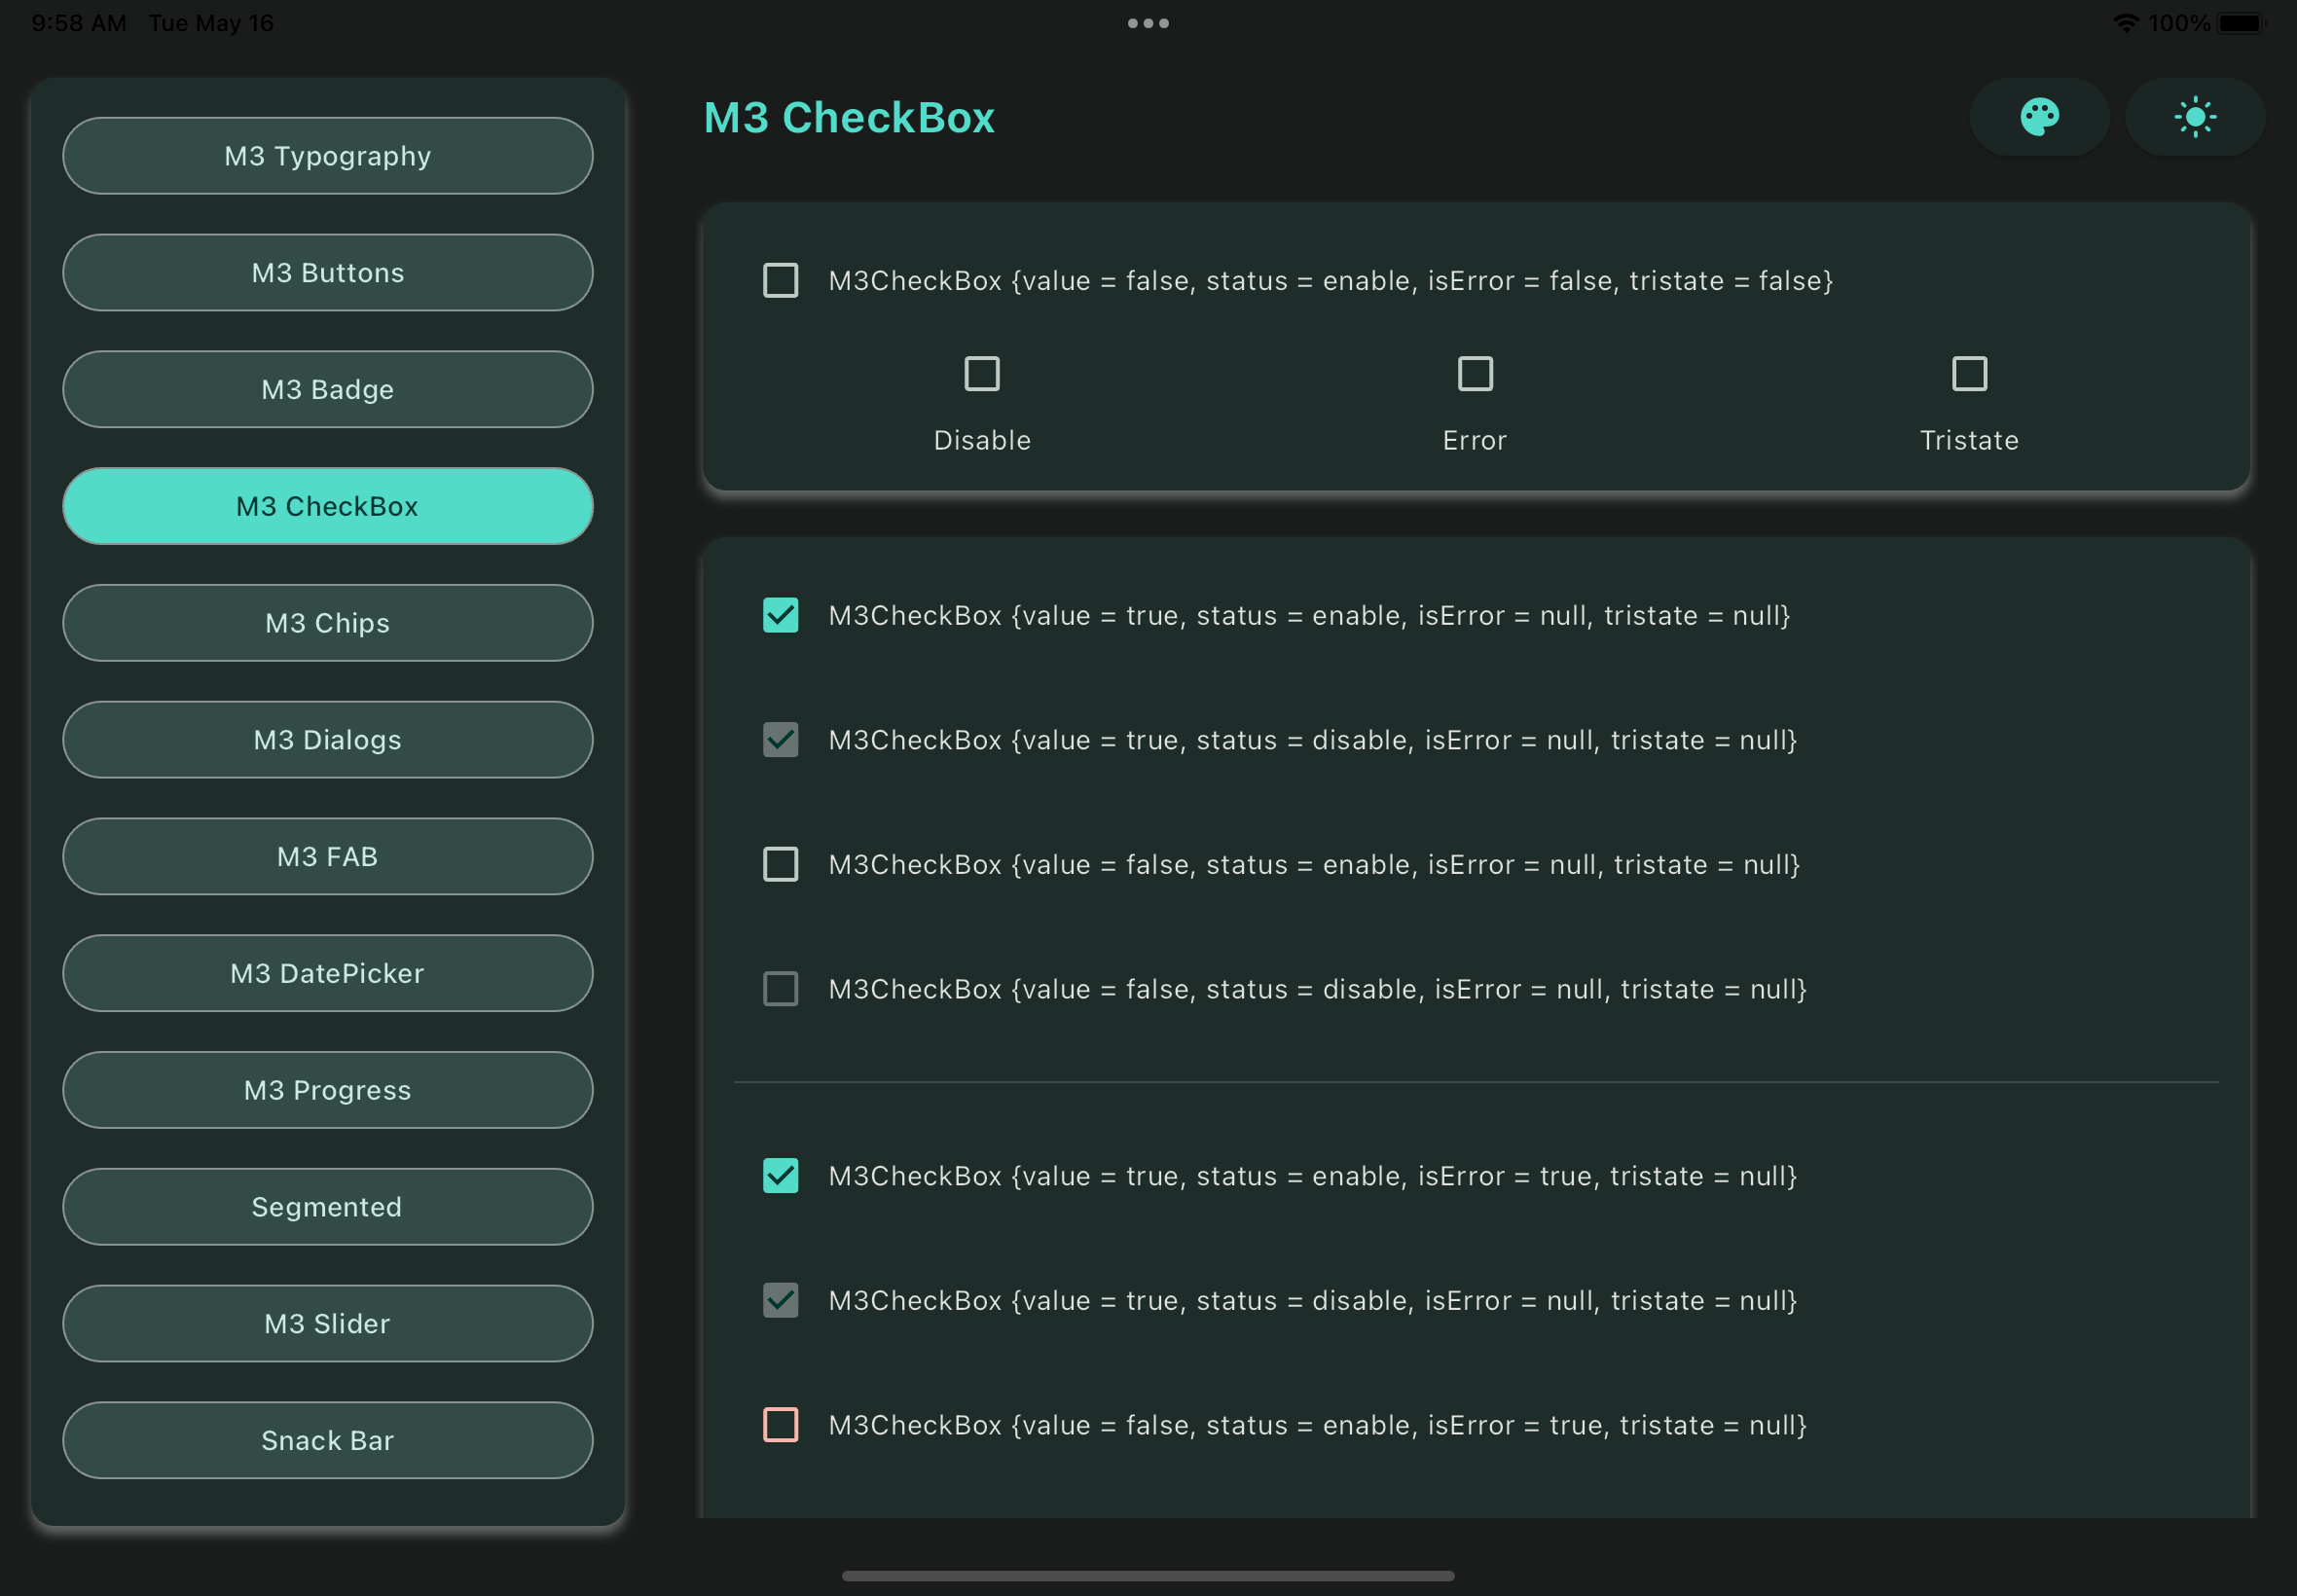 9:58 AM Tue May 16
100%
M3 Typography
M3 Buttons
M3 Badge
M3 CheckBox
M3 Chips
M3 Dialogs
M3 FAB
M3 DatePicker
M3 Progress
Segmented
M3 Slider
Snack Bar
M3 CheckBox
M3CheckBox {value = false, status = enable, isError = false, tristate = false}
Disable Error Tristate
M3CheckBox {value = true, status = enable, isError = null, tristate = null}
M3CheckBox {value = true, status = disable, isError = null, tristate = null}
M3CheckBox {value = false, status = enable, isError = null, tristate = null}
M3CheckBox {value = false, status = disable, isError = null, tristate = null}
M3CheckBox {value = true, status = enable, isError = true, tristate = null}
M3CheckBox {value = true, status = disable, isError = null, tristate = null}
M3CheckBox {value = false, status = enable, isError = true, tristate = null}